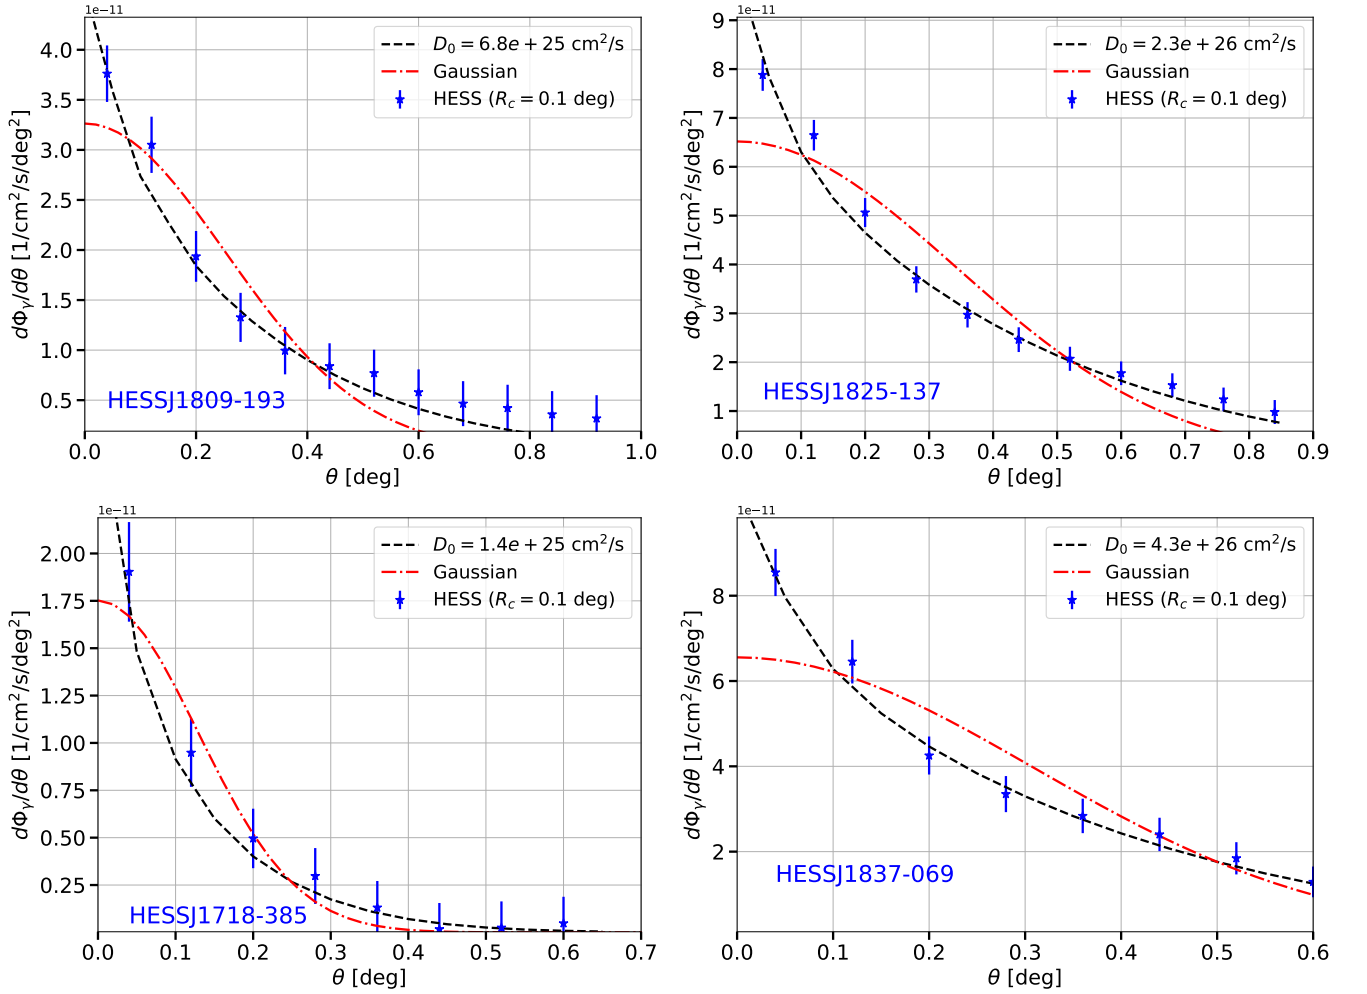 1e−11
dΦγ/dθ [1/cm²/s/deg²]
4.0
3.5
3.0
2.5
2.0
1.5
1.0
0.5
D₀ = 6.8e + 25 cm²/s
Gaussian
HESS (R_c = 0.1 deg)
HESSJ1809-193
0.0 0.2 0.4 0.6 0.8 1.0
θ [deg]
1e−11
dΦγ/dθ [1/cm²/s/deg²]
9
8
7
6
5
4
3
2
1
D₀ = 2.3e + 26 cm²/s
Gaussian
HESS (R_c = 0.1 deg)
HESSJ1825-137
0.0 0.1 0.2 0.3 0.4 0.5 0.6 0.7 0.8 0.9
θ [deg]
1e−11
dΦγ/dθ [1/cm²/s/deg²]
2.00
1.75
1.50
1.25
1.00
0.75
0.50
0.25
D₀ = 1.4e + 25 cm²/s
Gaussian
HESS (R_c = 0.1 deg)
HESSJ1718-385
0.0 0.1 0.2 0.3 0.4 0.5 0.6 0.7
θ [deg]
1e−11
dΦγ/dθ [1/cm²/s/deg²]
8
6
4
2
D₀ = 4.3e + 26 cm²/s
Gaussian
HESS (R_c = 0.1 deg)
HESSJ1837-069
0.0 0.1 0.2 0.3 0.4 0.5 0.6
θ [deg]